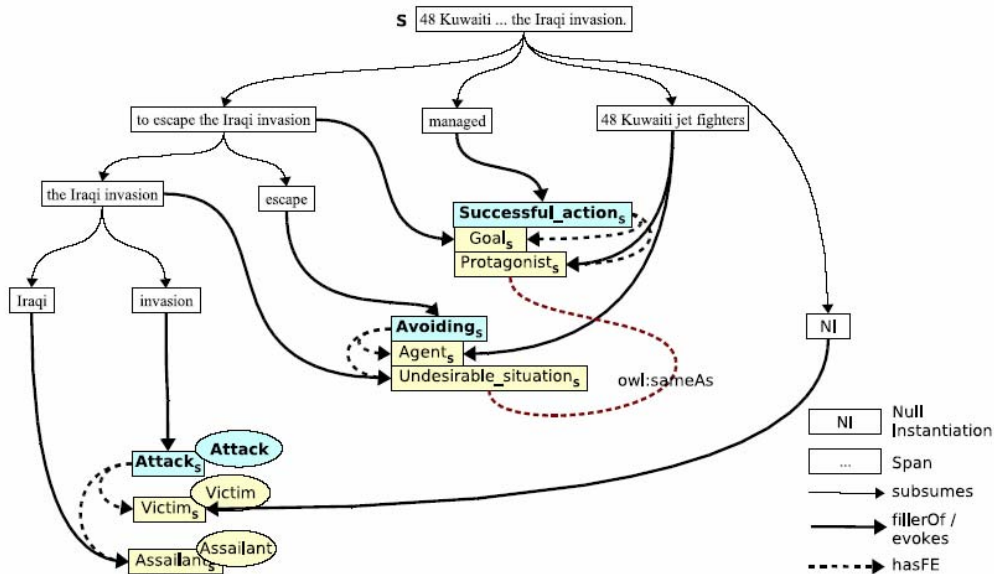 S 48 Kuwaiti ... the Iraqi invasion.
to escape the Iraqi invasion
managed
48 Kuwaiti jet fighters
the Iraqi invasion
escape
Successful_actions
Goals
Protagonists
Iraqi
invasion
NI
Avoidings
Agents
Undesirable_situations
owl:sameAs
Attacks
Attack
Victims
Victim
Assailants
Assailant
NI Null
Instantiation
... Span
subsumes
fillerOf /
evokes
hasFE